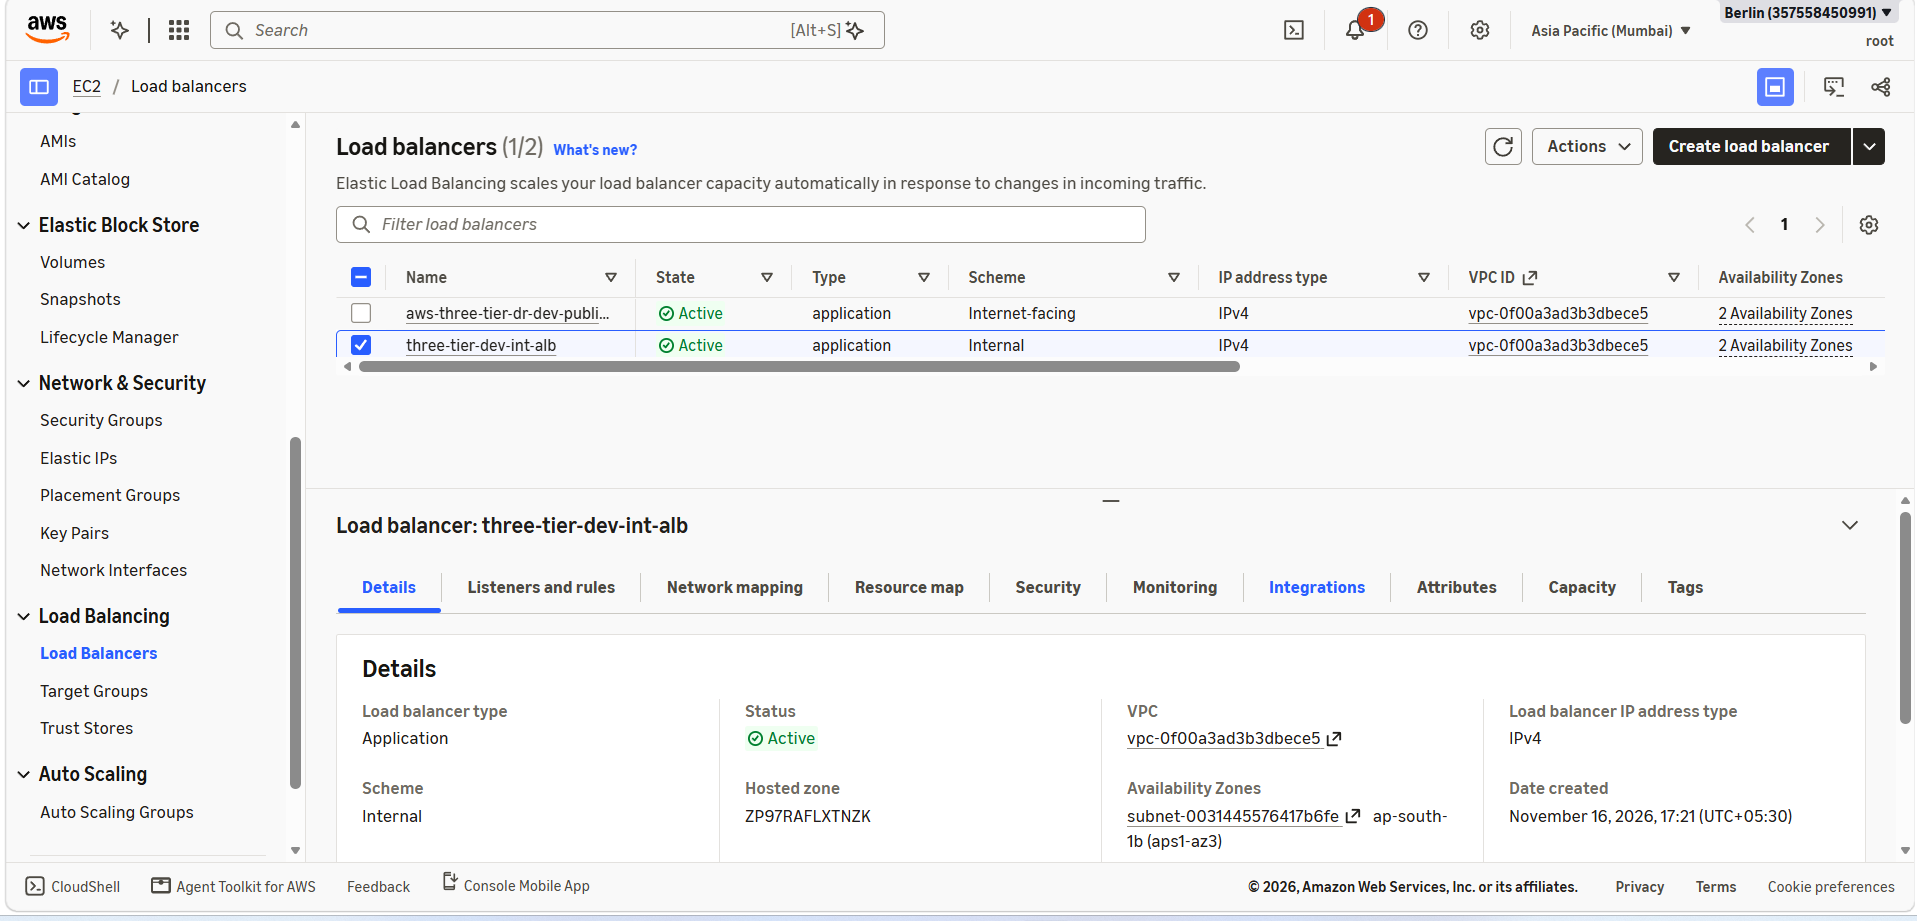 aws
Search [Alt+S]
1
Asia Pacific (Mumbai)
Berlin (357558450991)
root
EC2 / Load balancers
AMIs
AMI Catalog
Elastic Block Store
Volumes
Snapshots
Lifecycle Manager
Network & Security
Security Groups
Elastic IPs
Placement Groups
Key Pairs
Network Interfaces
Load Balancing
Load Balancers
Target Groups
Trust Stores
Auto Scaling
Auto Scaling Groups
Load balancers (1/2) What's new?
Actions
Create load balancer
Elastic Load Balancing scales your load balancer capacity automatically in response to changes in incoming traffic.
Filter load balancers
1
Name State Type Scheme IP address type VPC ID Availability Zones
aws-three-tier-dr-dev-publi... Active application Internet-facing IPv4 vpc-0f00a3ad3b3dbece5 2 Availability Zones
three-tier-dev-int-alb Active application Internal IPv4 vpc-0f00a3ad3b3dbece5 2 Availability Zones
Load balancer: three-tier-dev-int-alb
Details Listeners and rules Network mapping Resource map Security Monitoring Integrations Attributes Capacity Tags
Details
Load balancer type
Application
Status
Active
VPC
vpc-0f00a3ad3b3dbece5
Load balancer IP address type
IPv4
Scheme
Internal
Hosted zone
ZP97RAFLXTNZK
Availability Zones
subnet-0031445576417b6fe ap-south-
1b (aps1-az3)
Date created
November 16, 2026, 17:21 (UTC+05:30)
CloudShell Agent Toolkit for AWS Feedback Console Mobile App
© 2026, Amazon Web Services, Inc. or its affiliates. Privacy Terms Cookie preferences